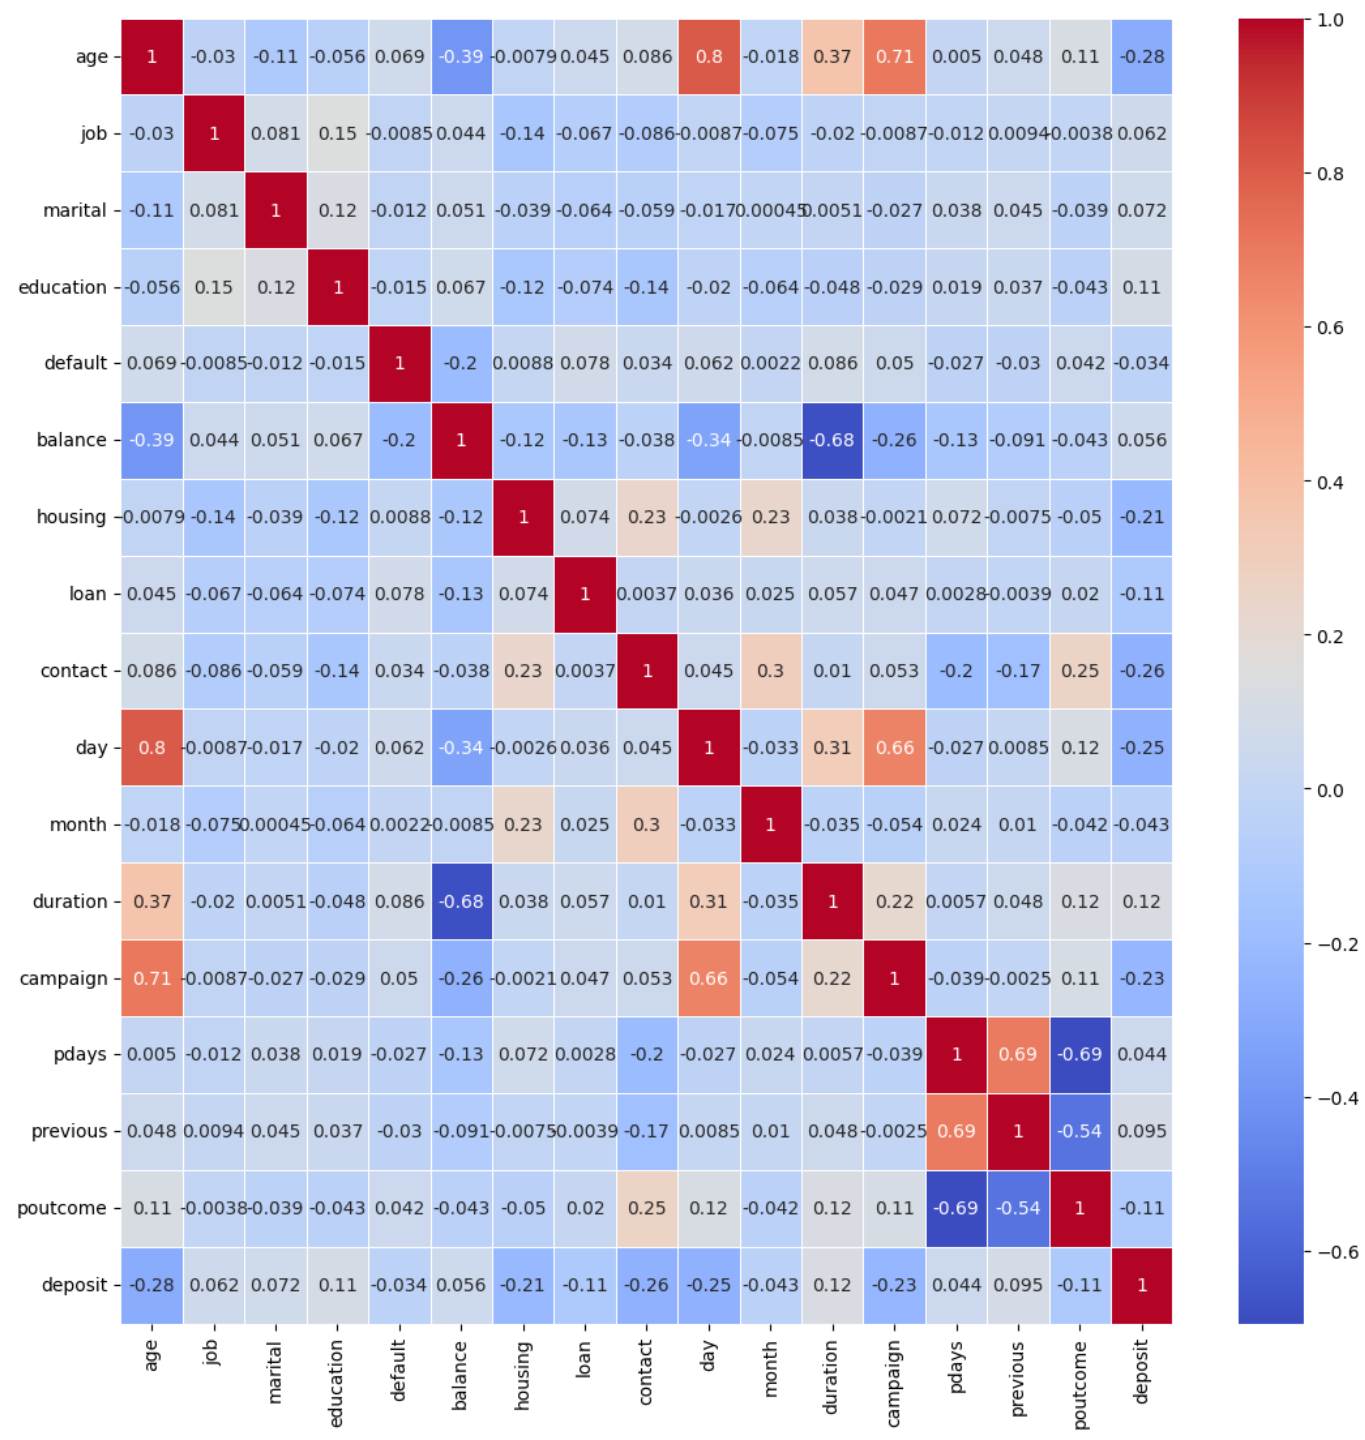 age 1 -0.03 -0.11 -0.056 0.069 -0.39 -0.0079 0.045 0.086 0.8 -0.018 0.37 0.71 0.005 0.048 0.11 -0.28
job -0.03 1 0.081 0.15 -0.0085 0.044 -0.14 -0.067 -0.086 -0.0087 -0.075 -0.02 -0.0087 -0.012 0.0094 -0.0038 0.062
marital -0.11 0.081 1 0.12 -0.012 0.051 -0.039 -0.064 -0.059 -0.017 0.00045 0.0051 -0.027 0.038 0.045 -0.039 0.072
education -0.056 0.15 0.12 1 -0.015 0.067 -0.12 -0.074 -0.14 -0.02 -0.064 -0.048 -0.029 0.019 0.037 -0.043 0.11
default 0.069 -0.0085 -0.012 -0.015 1 -0.2 0.0088 0.078 0.034 0.062 0.0022 0.086 0.05 -0.027 -0.03 0.042 -0.034
balance -0.39 0.044 0.051 0.067 -0.2 1 -0.12 -0.13 -0.038 -0.34 -0.0085 -0.68 -0.26 -0.13 -0.091 -0.043 0.056
housing -0.0079 -0.14 -0.039 -0.12 0.0088 -0.12 1 0.074 0.23 -0.0026 0.23 0.038 -0.0021 0.072 -0.0075 -0.05 -0.21
loan 0.045 -0.067 -0.064 -0.074 0.078 -0.13 0.074 1 0.0037 0.036 0.025 0.057 0.047 0.0028 -0.0039 0.02 -0.11
contact 0.086 -0.086 -0.059 -0.14 0.034 -0.038 0.23 0.0037 1 0.045 0.3 0.01 0.053 -0.2 -0.17 0.25 -0.26
day 0.8 -0.0087 -0.017 -0.02 0.062 -0.34 -0.0026 0.036 0.045 1 -0.033 0.31 0.66 -0.027 0.0085 0.12 -0.25
month -0.018 -0.075 0.00045 -0.064 0.0022 -0.0085 0.23 0.025 0.3 -0.033 1 -0.035 -0.054 0.024 0.01 -0.042 -0.043
duration 0.37 -0.02 0.0051 -0.048 0.086 -0.68 0.038 0.057 0.01 0.31 -0.035 1 0.22 0.0057 0.048 0.12 0.12
campaign 0.71 -0.0087 -0.027 -0.029 0.05 -0.26 -0.0021 0.047 0.053 0.66 -0.054 0.22 1 -0.039 -0.0025 0.11 -0.23
pdays 0.005 -0.012 0.038 0.019 -0.027 -0.13 0.072 0.0028 -0.2 -0.027 0.024 0.0057 -0.039 1 0.69 -0.69 0.044
previous 0.048 0.0094 0.045 0.037 -0.03 -0.091 -0.0075 -0.0039 -0.17 0.0085 0.01 0.048 -0.0025 0.69 1 -0.54 0.095
poutcome 0.11 -0.0038 -0.039 -0.043 0.042 -0.043 -0.05 0.02 0.25 0.12 -0.042 0.12 0.11 -0.69 -0.54 1 -0.11
deposit -0.28 0.062 0.072 0.11 -0.034 0.056 -0.21 -0.11 -0.26 -0.25 -0.043 0.12 -0.23 0.044 0.095 -0.11 1
age job marital education default balance housing loan contact day month duration campaign pdays previous poutcome deposit
1.0
0.8
0.6
0.4
0.2
0.0
−0.2
−0.4
−0.6